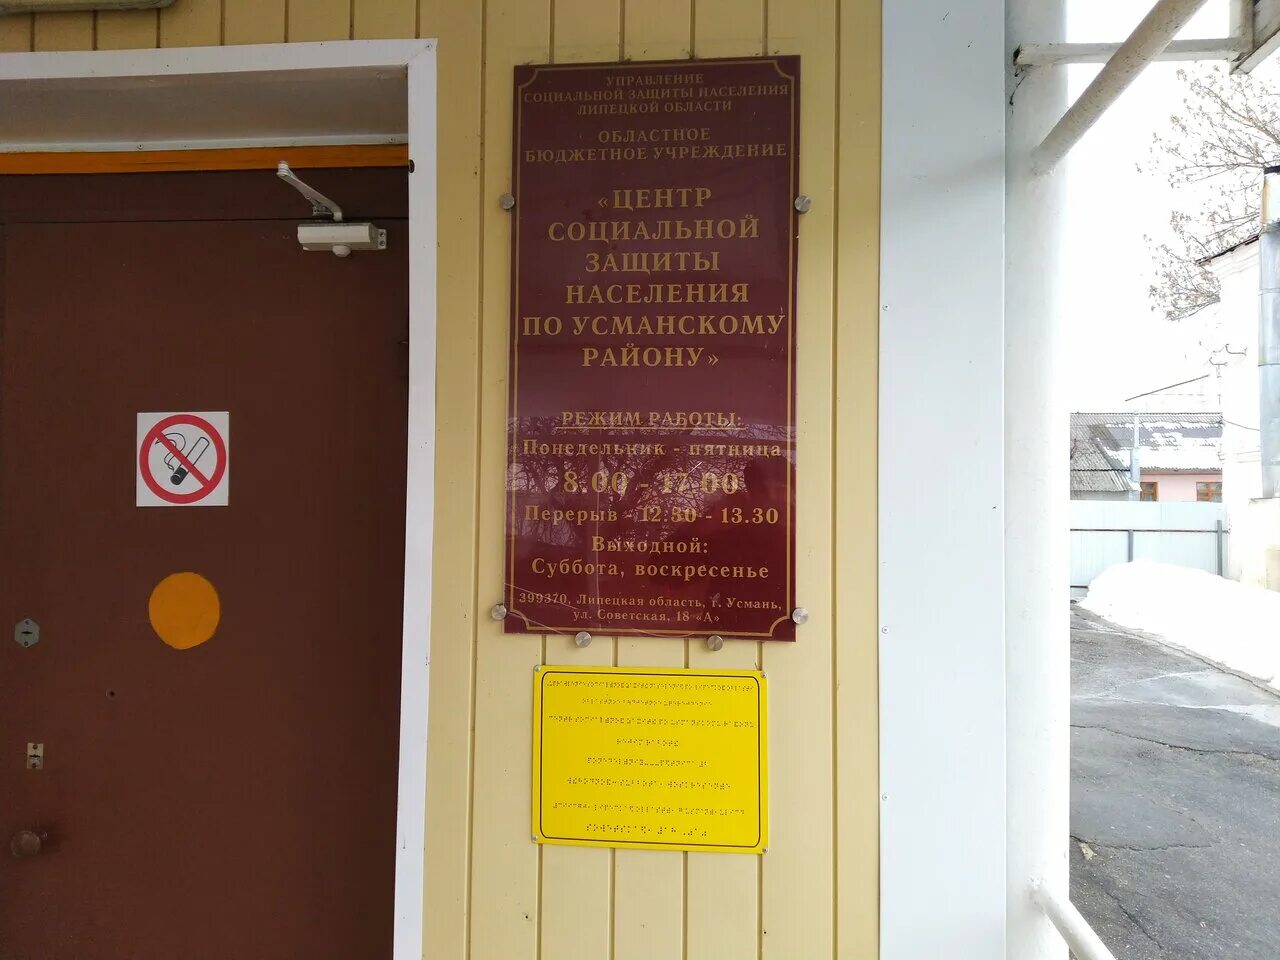 УПРАВЛЕНИЕ
СОЦИАЛЬНОЙ ЗАЩИТЫ НАСЕЛЕНИЯ
ЛИПЕЦКОЙ ОБЛАСТИ
ОБЛАСТНОЕ
БЮДЖЕТНОЕ УЧРЕЖДЕНИЕ
«ЦЕНТР
СОЦИАЛЬНОЙ
ЗАЩИТЫ
НАСЕЛЕНИЯ
ПО УСМАНСКОМУ
РАЙОНУ»
РЕЖИМ РАБОТЫ:
Понедельник - пятница
8.00 - 17.00
Перерыв - 12.30 - 13.30
Выходной:
Суббота, воскресенье
399370, Липецкая область, г. Усмань,
ул. Советская, 18 «А»